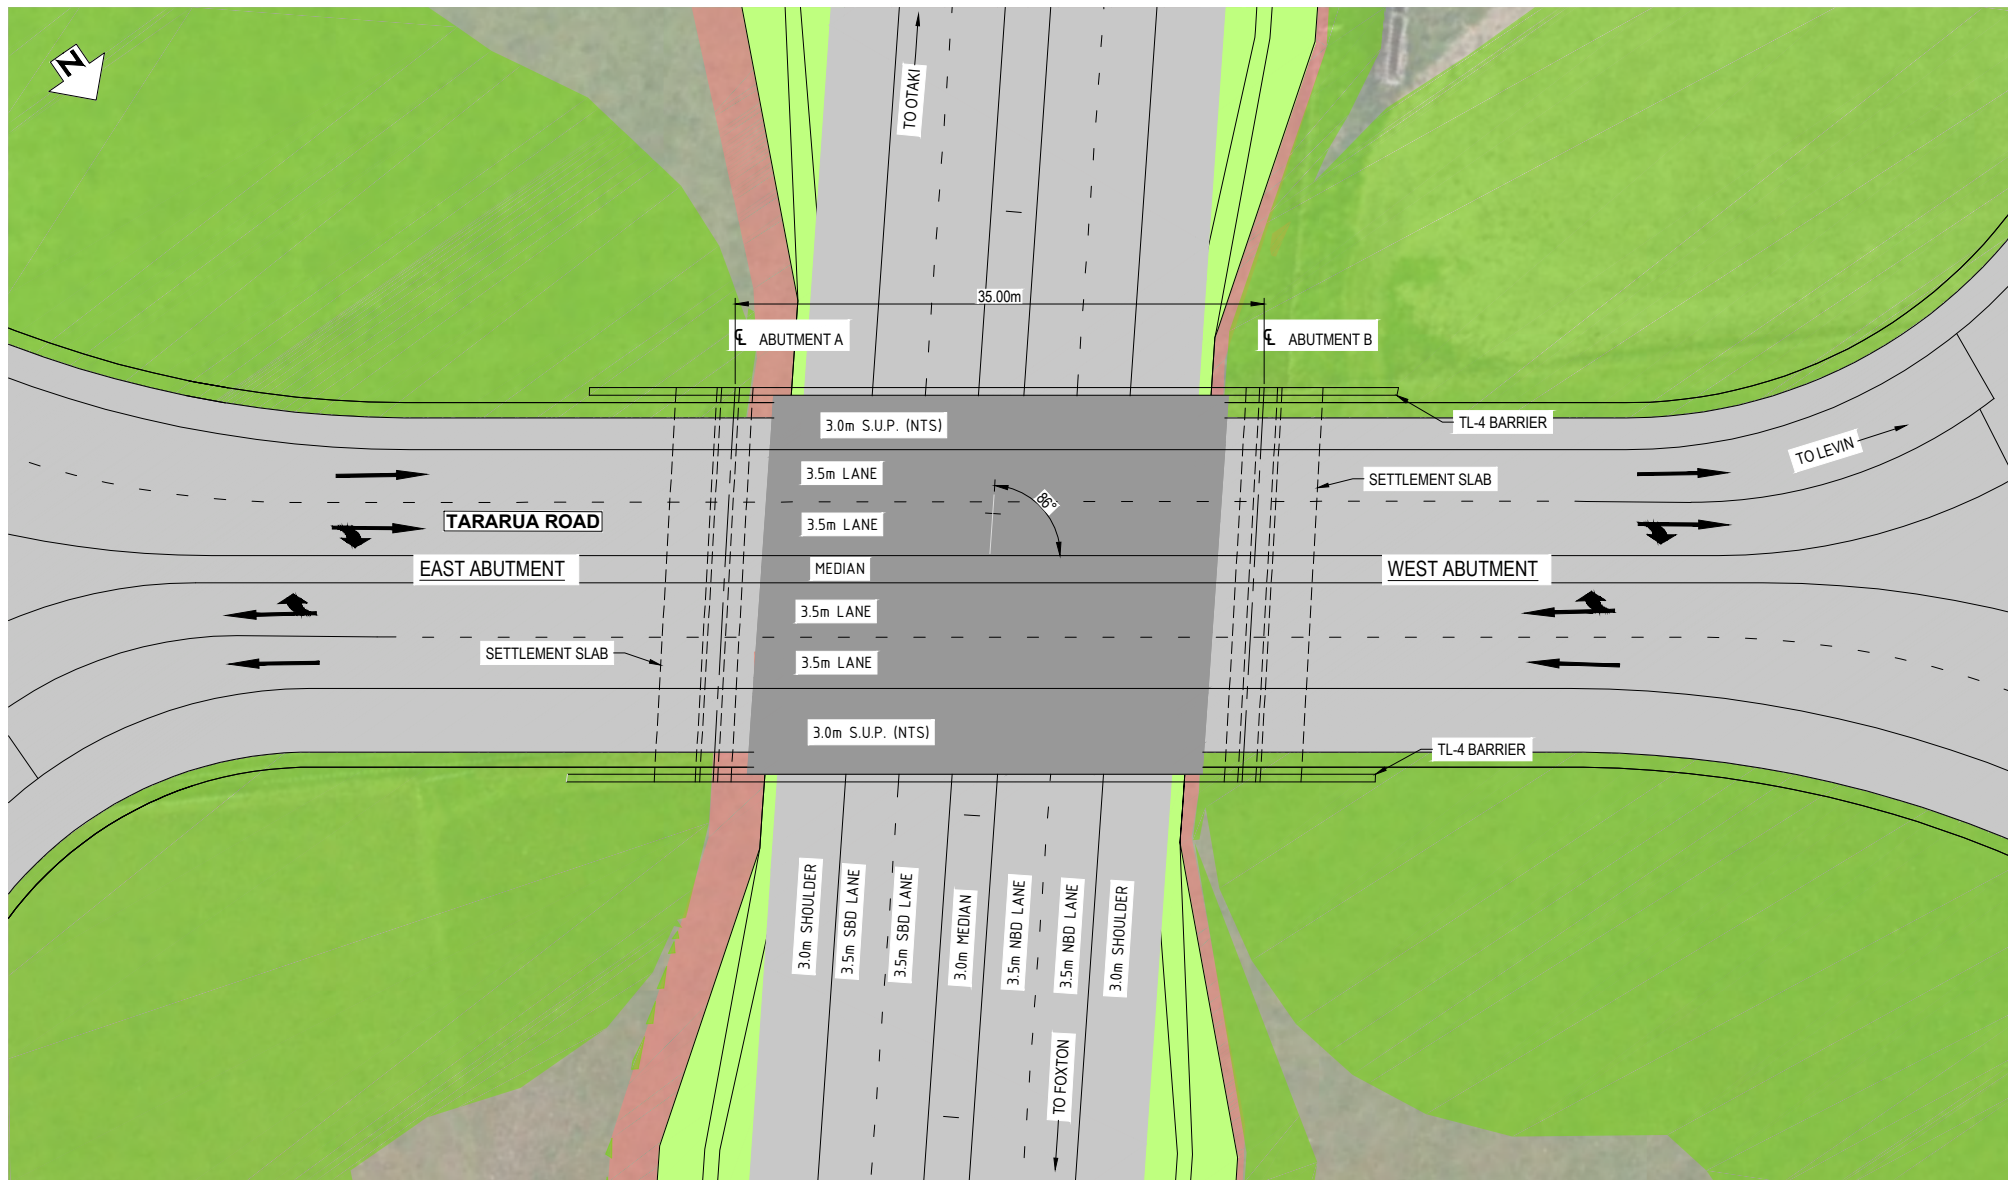 N
TO OTAKI
35.00m
℄ ABUTMENT A
℄ ABUTMENT B
3.0m S.U.P. (NTS)
TL-4 BARRIER
TO LEVIN
3.5m LANE
SETTLEMENT SLAB
86°
TARARUA ROAD
3.5m LANE
EAST ABUTMENT
MEDIAN
WEST ABUTMENT
3.5m LANE
SETTLEMENT SLAB
3.5m LANE
3.0m S.U.P. (NTS)
TL-4 BARRIER
3.0m SHOULDER
3.5m SBD LANE
3.5m SBD LANE
3.0m MEDIAN
3.5m NBD LANE
3.5m NBD LANE
3.0m SHOULDER
TO FOXTON